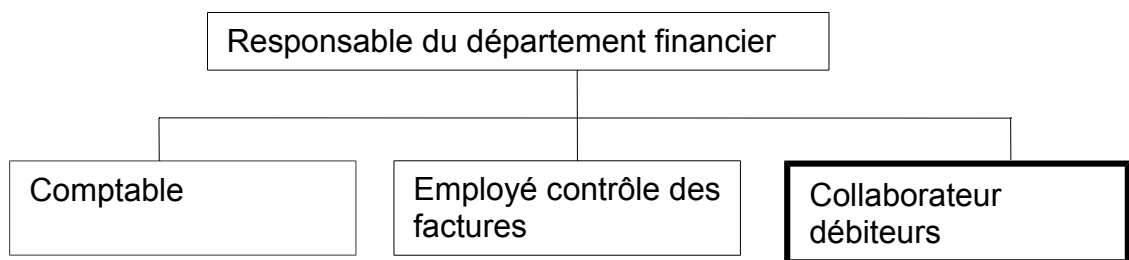 Responsable du département financier
Comptable
Employé contrôle des
factures
Collaborateur
débiteurs